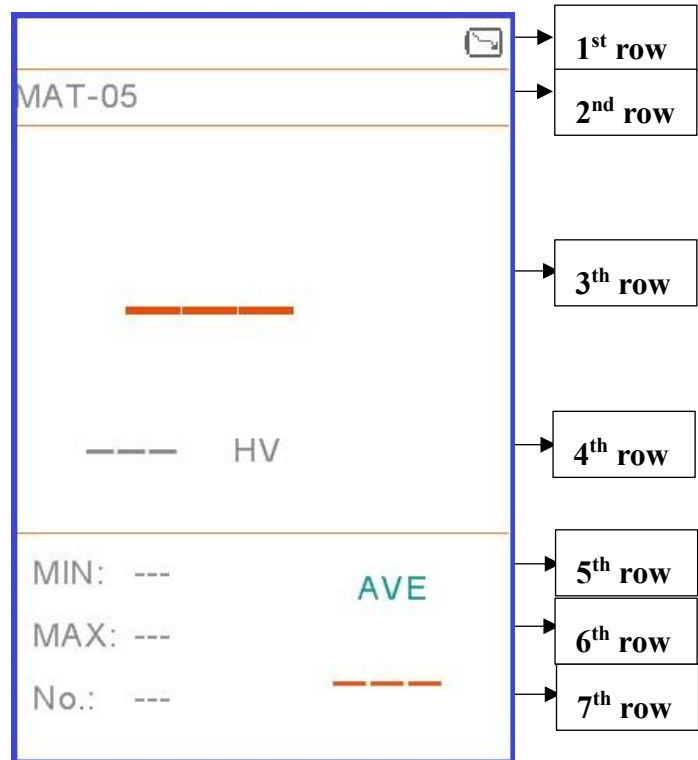 1st row
MAT-05
2nd row
---
3th row
--- HV
4th row
MIN: ---
AVE
5th row
MAX: ---
6th row
No.: ---
---
7th row